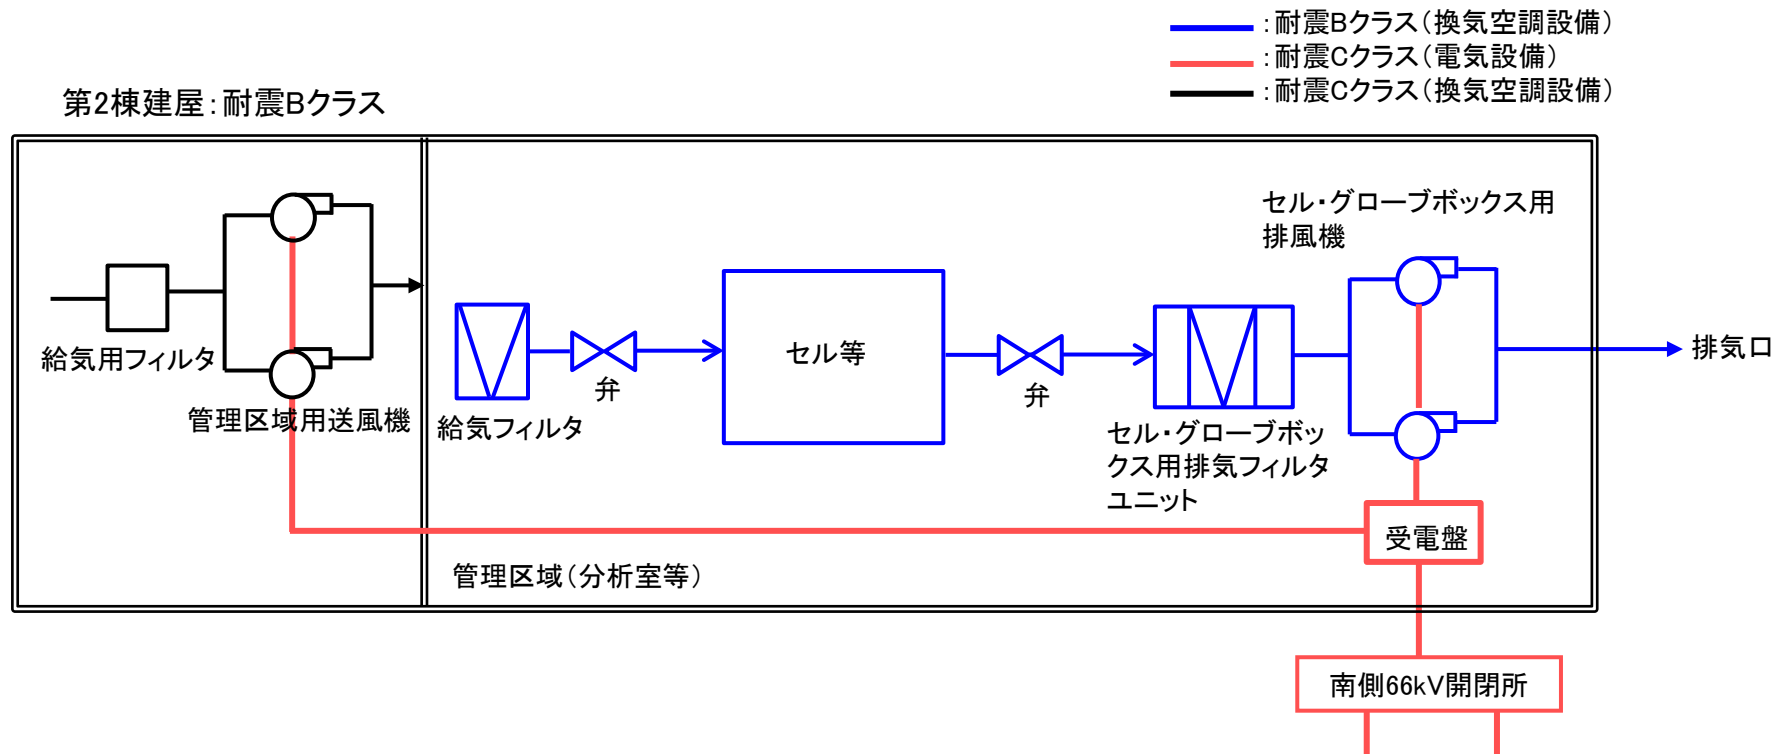 ：耐震Bクラス（換気空調設備）
：耐震Cクラス（電気設備）
：耐震Cクラス（換気空調設備）
第2棟建屋：耐震Bクラス
セル・グローブボックス用
排風機
給気用フィルタ
管理区域用送風機
給気フィルタ
弁
セル等
弁
セル・グローブボッ
クス用排気フィルタ
ユニット
排気口
受電盤
管理区域（分析室等）
南側66kV開閉所